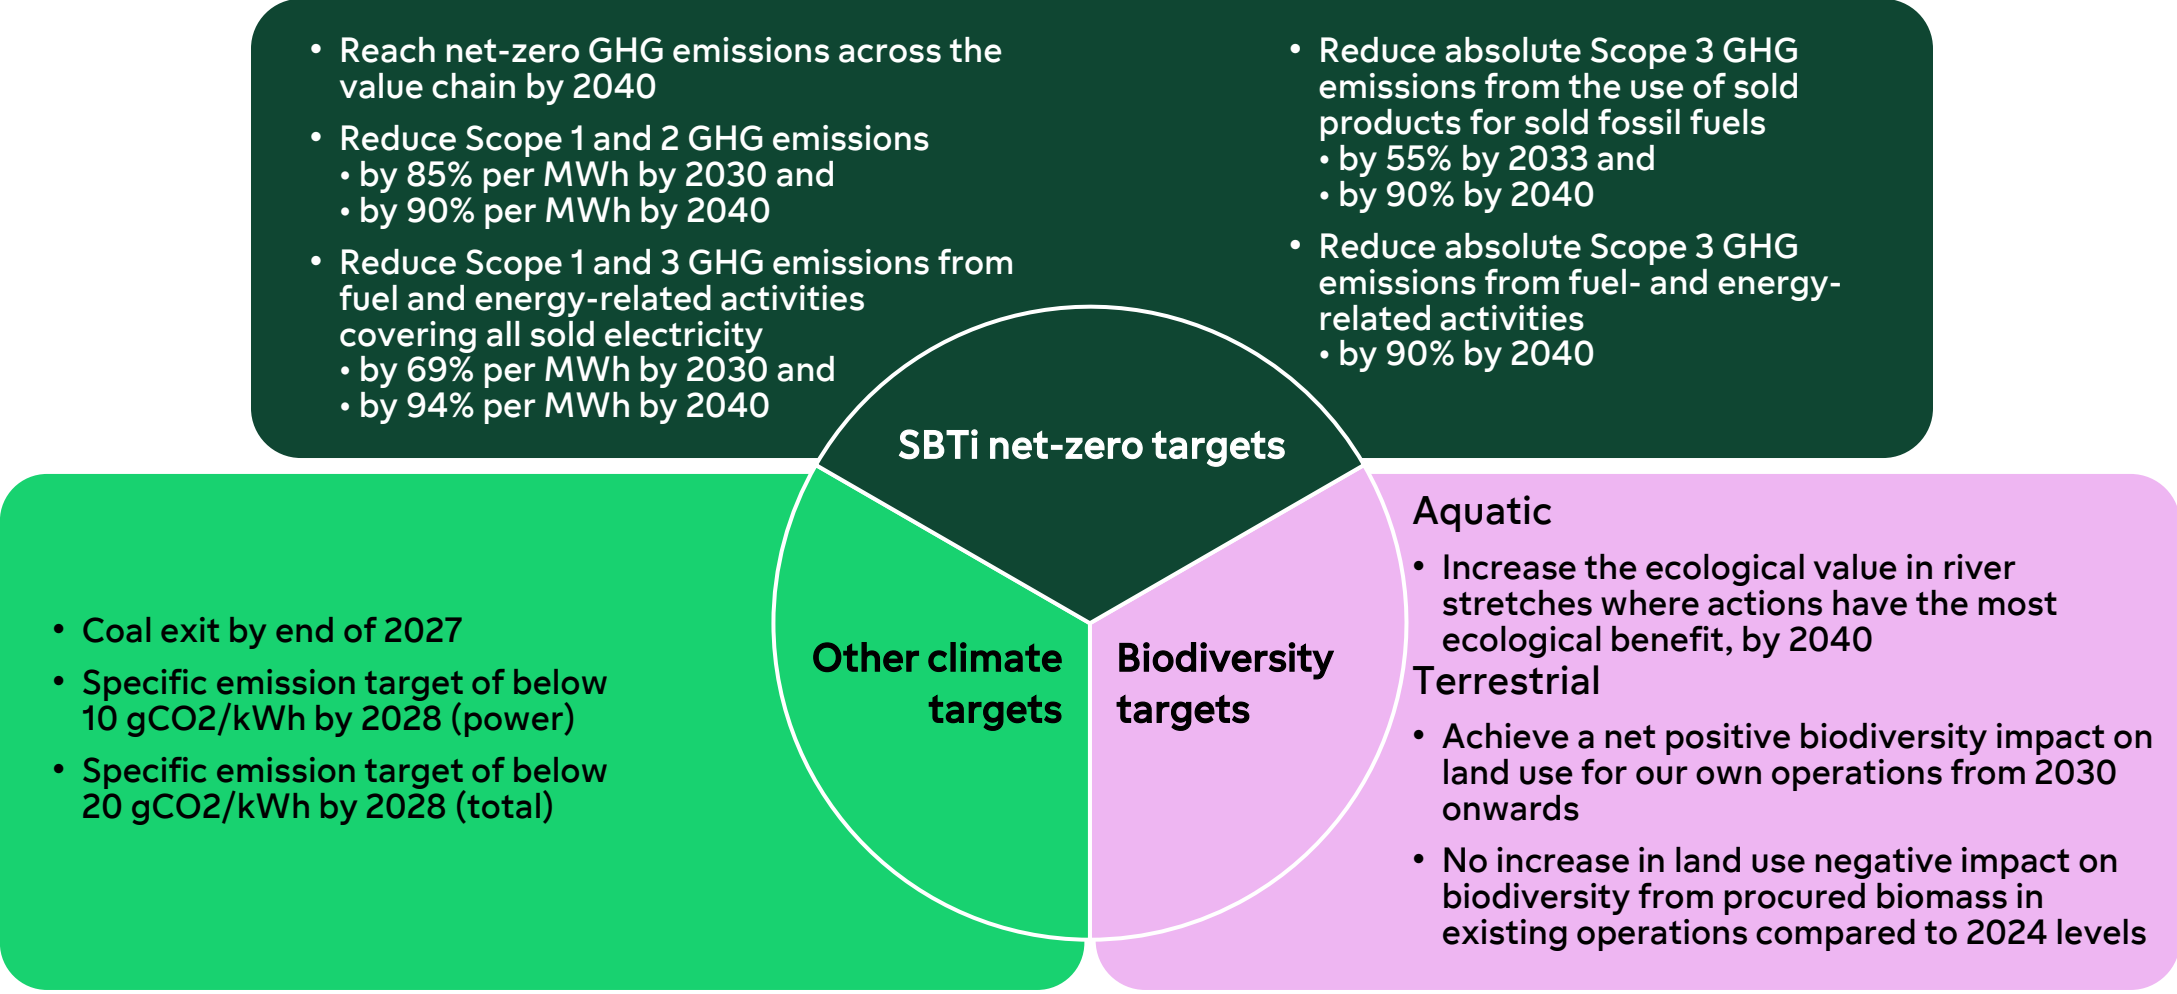 • Reach net-zero GHG emissions across the
value chain by 2040
• Reduce Scope 1 and 2 GHG emissions
• by 85% per MWh by 2030 and
• by 90% per MWh by 2040
• Reduce Scope 1 and 3 GHG emissions from
fuel and energy-related activities
covering all sold electricity
• by 69% per MWh by 2030 and
• by 94% per MWh by 2040
• Reduce absolute Scope 3 GHG
emissions from the use of sold
products for sold fossil fuels
• by 55% by 2033 and
• by 90% by 2040
• Reduce absolute Scope 3 GHG
emissions from fuel- and energy-
related activities
• by 90% by 2040
SBTi net-zero targets
• Coal exit by end of 2027
• Specific emission target of below
10 gCO2/kWh by 2028 (power)
• Specific emission target of below
20 gCO2/kWh by 2028 (total)
Other climate
targets
Biodiversity
targets
Aquatic
• Increase the ecological value in river
stretches where actions have the most
ecological benefit, by 2040
Terrestrial
• Achieve a net positive biodiversity impact on
land use for our own operations from 2030
onwards
• No increase in land use negative impact on
biodiversity from procured biomass in
existing operations compared to 2024 levels